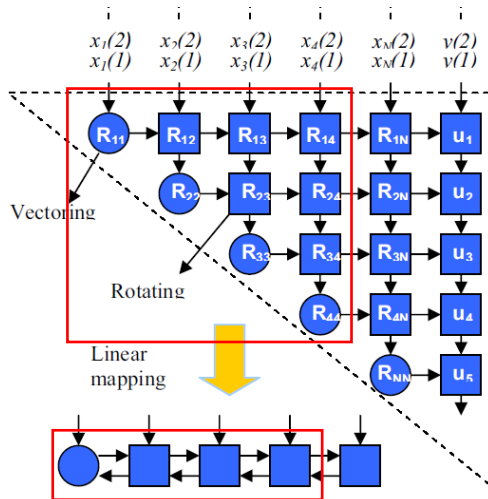 x1(2) x2(2) x3(2) x4(2) xN(2) v(2)
x1(1) x2(1) x3(1) x4(1) xN(1) v(1)
R11 R12 R13 R14 R1N u1
R22 R23 R24 R2N u2
Vectoring
R33 R34 R3N u3
Rotating
R44 R4N u4
Linear
mapping
RNN u5